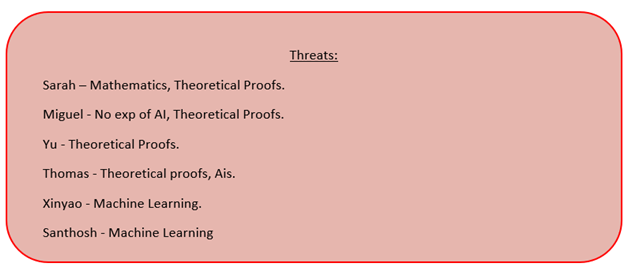 Threats:
Sarah – Mathematics, Theoretical Proofs.
Miguel - No exp of AI, Theoretical Proofs.
Yu - Theoretical Proofs.
Thomas - Theoretical proofs, Ais.
Xinyao - Machine Learning.
Santhosh - Machine Learning